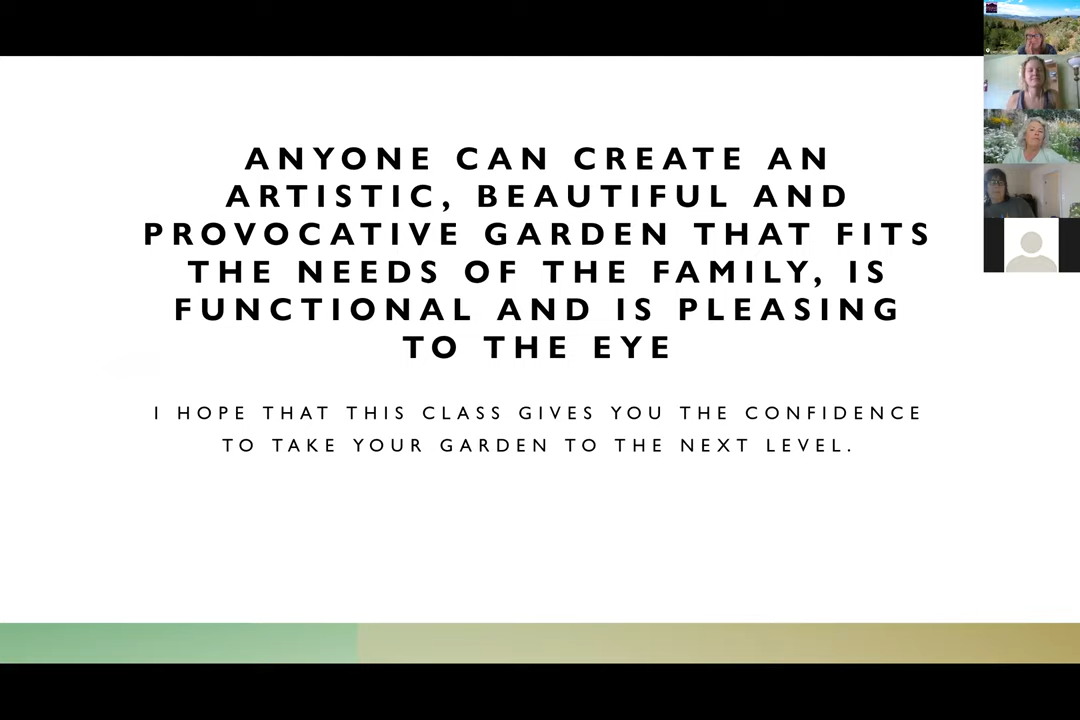 ANYONE CAN CREATE AN
ARTISTIC, BEAUTIFUL AND
PROVOCATIVE GARDEN THAT FITS
THE NEEDS OF THE FAMILY, IS
FUNCTIONAL AND IS PLEASING
TO THE EYE
I HOPE THAT THIS CLASS GIVES YOU THE CONFIDENCE
TO TAKE YOUR GARDEN TO THE NEXT LEVEL.